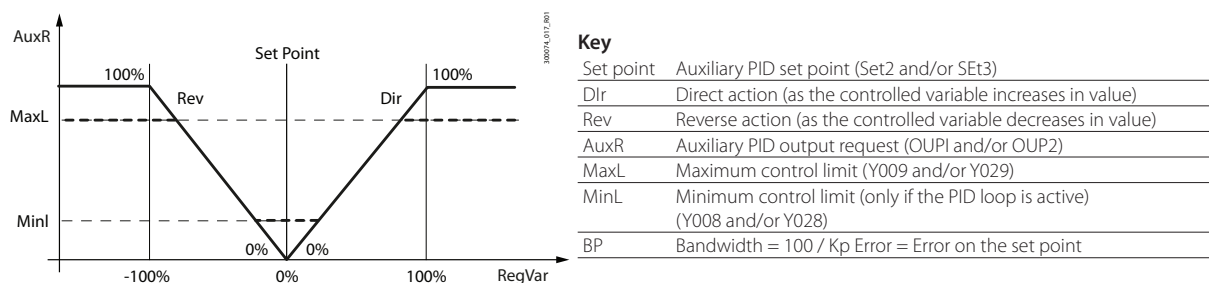 AuxR
Set Point
300074_017_R01
100%
100%
Rev
Dir
MaxL
MinI
0%
0%
-100%
0%
100%
RegVar
Key
Set point Auxiliary PID set point (Set2 and/or SEt3)
DIr Direct action (as the controlled variable increases in value)
Rev Reverse action (as the controlled variable decreases in value)
AuxR Auxiliary PID output request (OUPI and/or OUP2)
MaxL Maximum control limit (Y009 and/or Y029)
MinL Minimum control limit (only if the PID loop is active)
(Y008 and/or Y028)
BP Bandwidth = 100 / Kp Error = Error on the set point